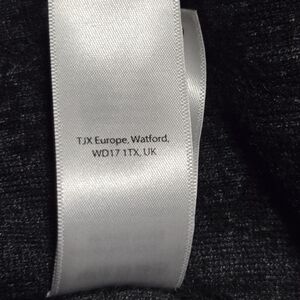 TJX Europe, Watford,
WD17 1TX, UK